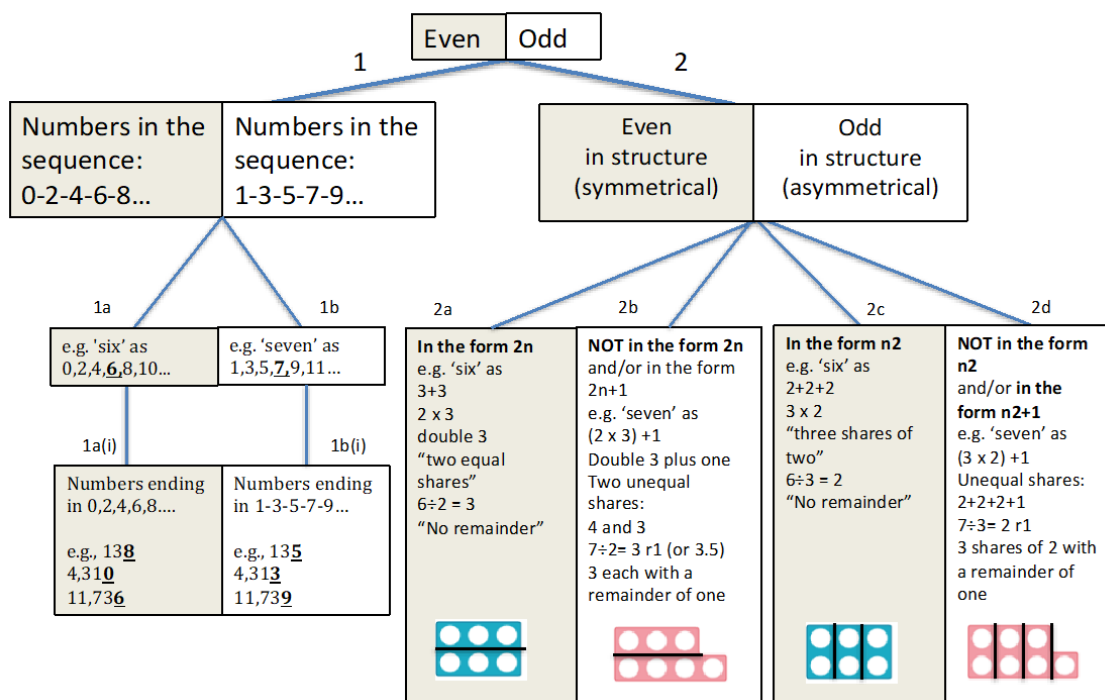 Even
Odd
1
2
Numbers in the
sequence:
0-2-4-6-8...
Numbers in the
sequence:
1-3-5-7-9...
Even
in structure
(symmetrical)
Odd
in structure
(asymmetrical)
1a
1b
e.g. 'six' as
0,2,4,6,8,10...
e.g. ‘seven’ as
1,3,5,7,9,11...
1a(i)
1b(i)
Numbers ending
in 0,2,4,6,8....
e.g., 138
4,310
11,736
Numbers ending
in 1-3-5-7-9...
e.g., 135
4,313
11,739
2a
2b
2c
2d
In the form 2n
e.g. ‘six’ as
3+3
2 x 3
double 3
“two equal
shares”
6÷2 = 3
“No remainder”
NOT in the form 2n
and/or in the form
2n+1
e.g. ‘seven’ as
(2 x 3) +1
Double 3 plus one
Two unequal
shares:
4 and 3
7÷2= 3 r1 (or 3.5)
3 each with a
remainder of one
In the form n2
e.g. ‘six’ as
2+2+2
3 x 2
“three shares of
two”
6÷3 = 2
“No remainder”
NOT in the form
n2
and/or in the
form n2+1
e.g. ‘seven’ as
(3 x 2) +1
Unequal shares:
2+2+2+1
7÷3= 2 r1
3 shares of 2 with
a remainder of
one